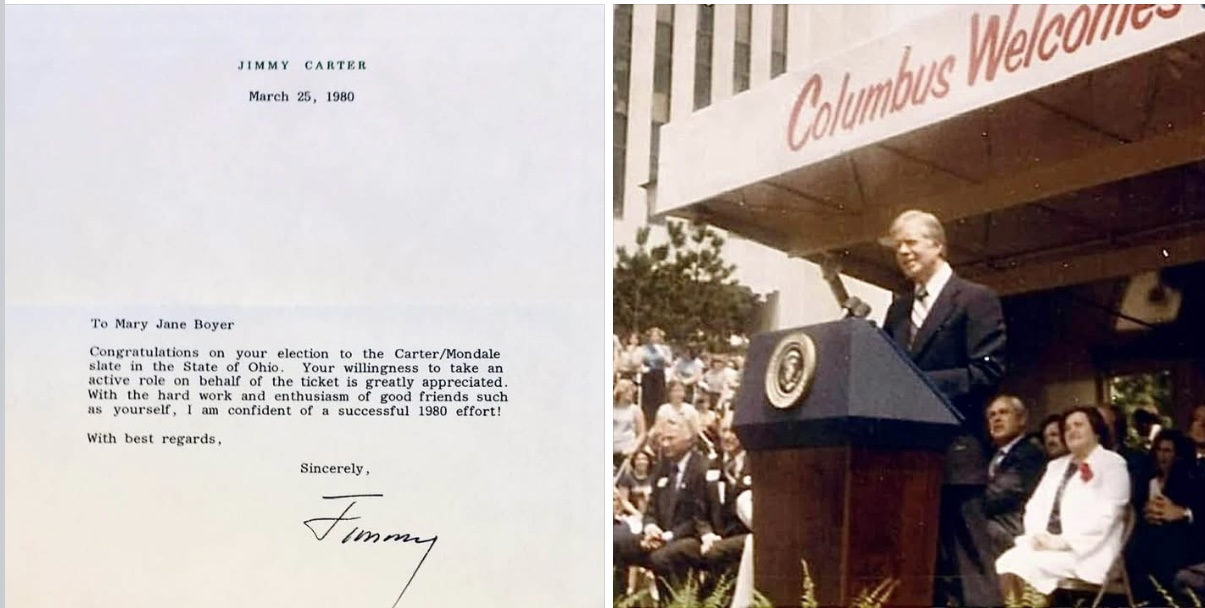 JIMMY CARTER
March 25, 1980
To Mary Jane Boyer
Congratulations on your election to the Carter/Mondale
slate in the State of Ohio. Your willingness to take an
active role on behalf of the ticket is greatly appreciated.
With the hard work and enthusiasm of good friends such
as yourself, I am confident of a successful 1980 effort!
With best regards,
Sincerely,
Jimmy
Columbus Welcomes